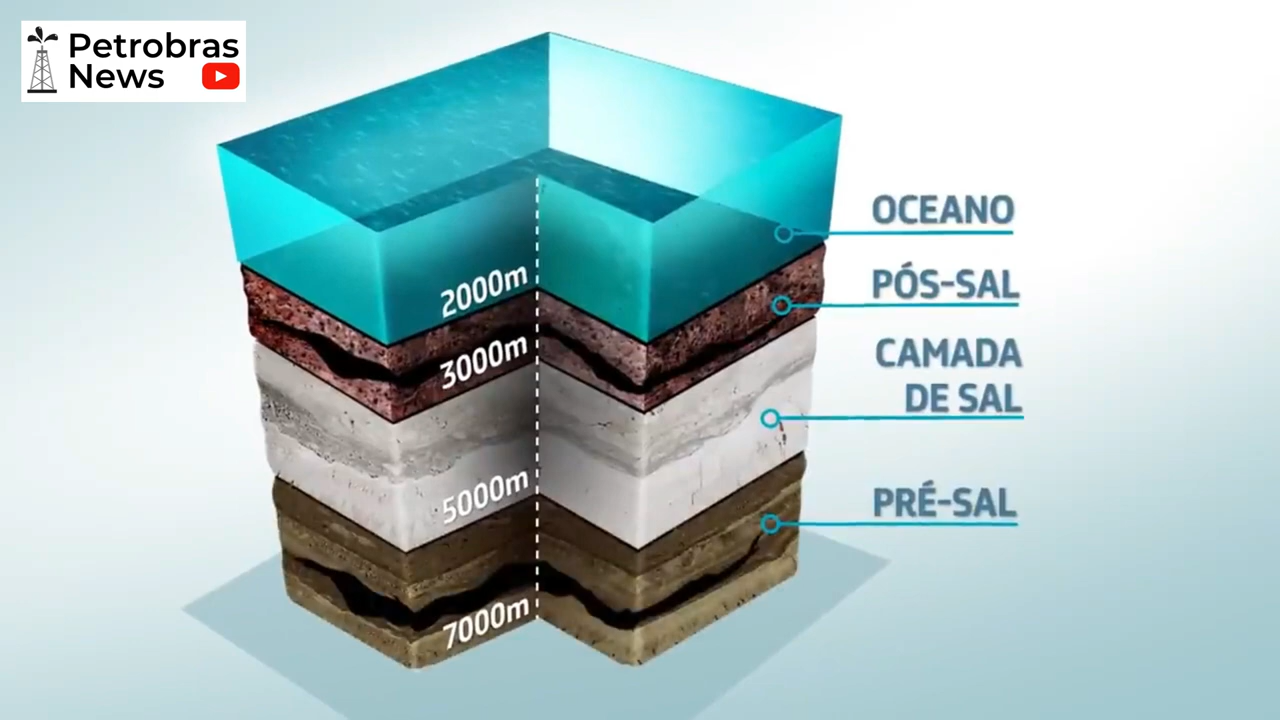 Petrobras
News
OCEANO
PÓS-SAL
CAMADA
DE SAL
PRÉ-SAL
2000m
3000m
5000m
7000m